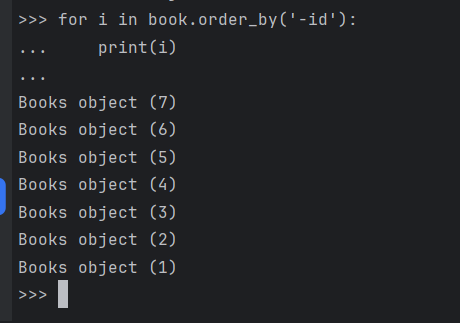 >>> for i in book.order_by('-id'):
...     print(i)
...
Books object (7)
Books object (6)
Books object (5)
Books object (4)
Books object (3)
Books object (2)
Books object (1)
>>>